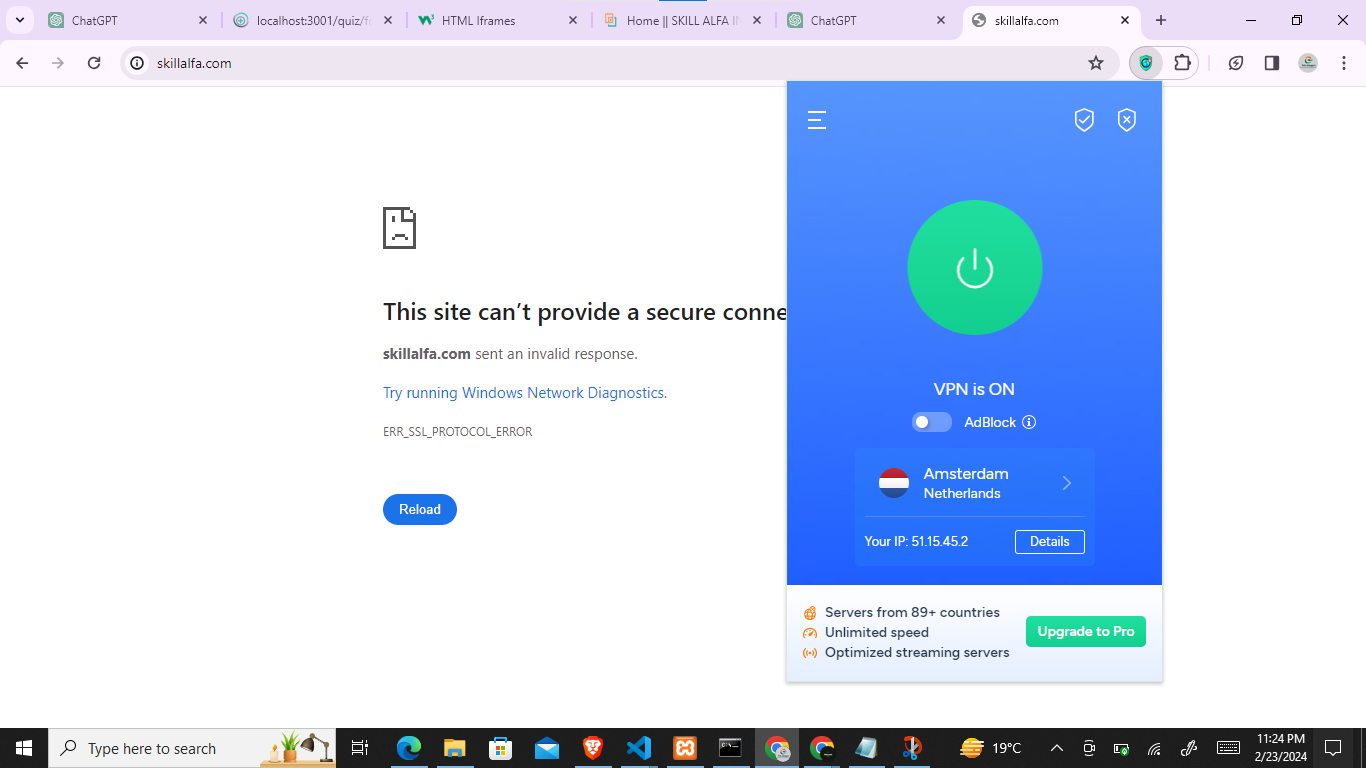 ChatGPT
localhost:3001/quiz/f
HTML Iframes
Home || SKILL ALFA
ChatGPT
skillalfa.com
skillalfa.com
This site can’t provide a secure conne
skillalfa.com sent an invalid response.
Try running Windows Network Diagnostics.
ERR_SSL_PROTOCOL_ERROR
Reload
VPN is ON
AdBlock
Amsterdam
Netherlands
Your IP: 51.15.45.2
Details
Servers from 89+ countries
Unlimited speed
Optimized streaming servers
Upgrade to Pro
Type here to search
19°C
11:24 PM
2/23/2024